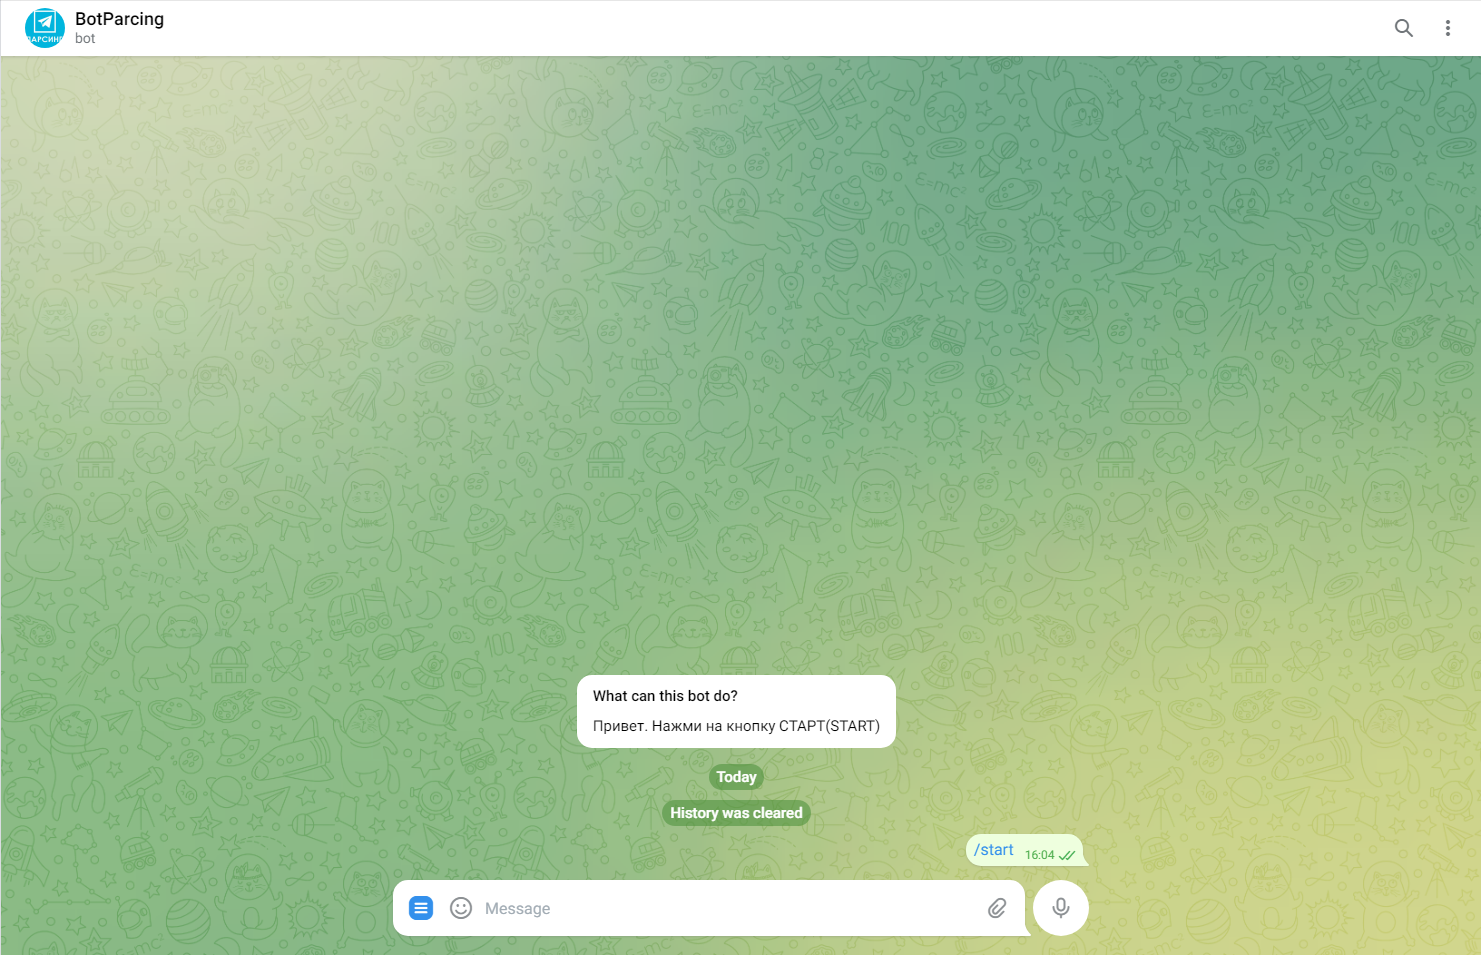 BotParcing
bot
ПАРСИНГ
What can this bot do?
Привет. Нажми на кнопку СТАРТ(START)
Today
History was cleared
/start 16:04
Message